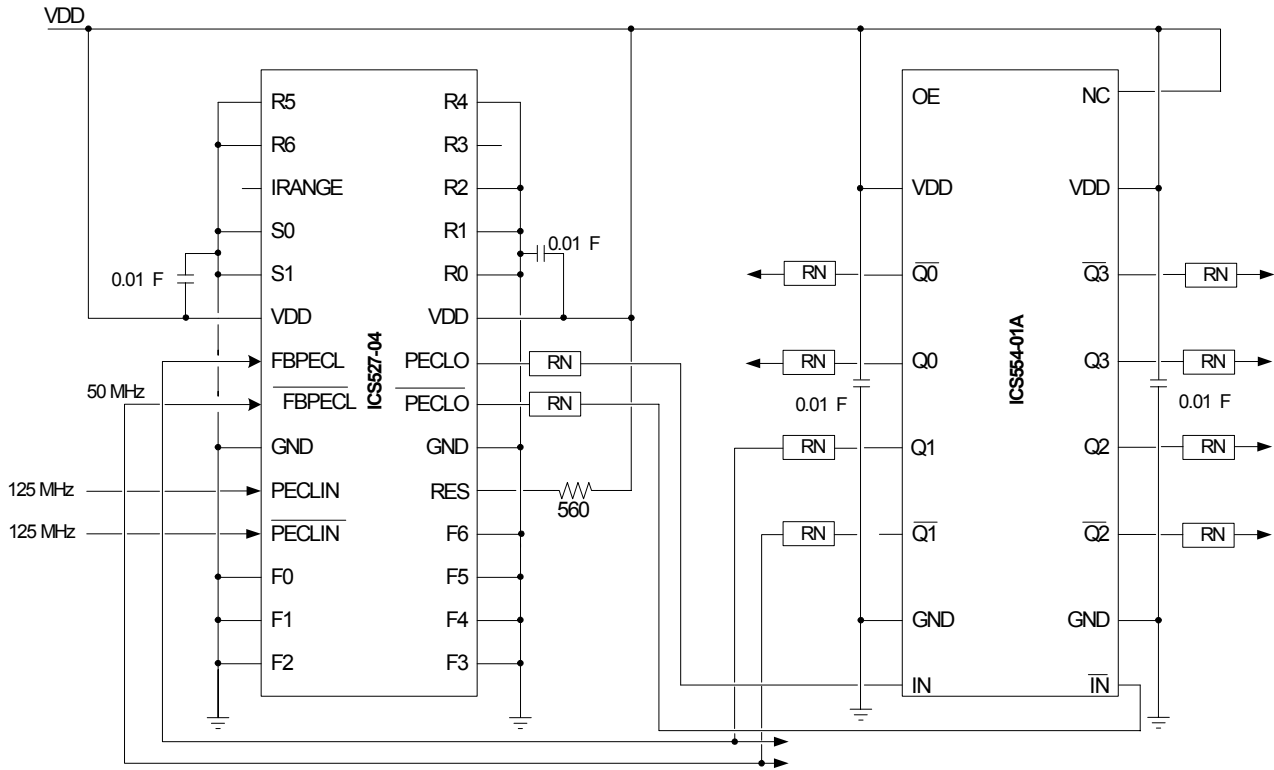 VDD
R5
R6
IRANGE
S0
S1
VDD
FBPECL
FBPECL
GND
PECLIN
PECLIN
F0
F1
F2
ICS527-04
R4
R3
R2
R1
R0
VDD
PECLO
PECLO
GND
RES
F6
F5
F4
F3
0.01 F
50 MHz
125 MHz
125 MHz
0.01 F
RN
RN
560
OE
VDD
Q0
Q0
Q1
Q1
GND
IN
ICS554-01A
NC
VDD
Q3
Q3
Q2
Q2
GND
IN
RN
RN
0.01 F
RN
RN
RN
RN
0.01 F
RN
RN